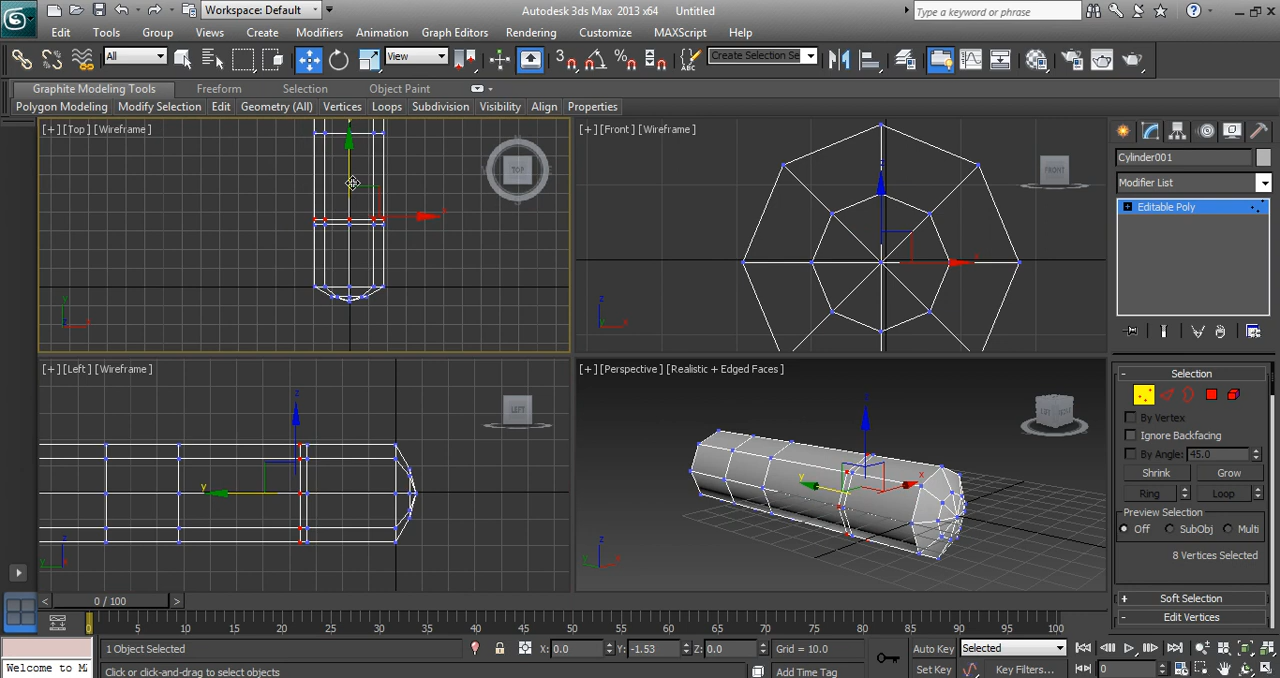 Workspace: Default
Autodesk 3ds Max 2013 x64 Untitled
Type a keyword or phrase
Edit Tools Group Views Create Modifiers Animation Graph Editors Rendering Customize MAXScript Help
All View Create Selection Se
Graphite Modeling Tools Freeform Selection Object Paint
Polygon Modeling Modify Selection Edit Geometry (All) Vertices Loops Subdivision Visibility Align Properties
[+] [Top] [Wireframe]
TOP
[+] [Front] [Wireframe]
FRONT
[+] [Left] [Wireframe]
LEFT
[+] [Perspective] [Realistic + Edged Faces]
Cylinder001
Modifier List
Editable Poly
Selection
By Vertex
Ignore Backfacing
By Angle: 45.0
Shrink Grow
Ring Loop
Preview Selection
Off SubObj Multi
8 Vertices Selected
Soft Selection
Edit Vertices
0 / 100
0 5 10 15 20 25 30 35 40 45 50 55 60 65 70 75 80 85 90 95 100
1 Object Selected X: 0.0 Y: -1.53 Z: 0.0 Grid = 10.0 Auto Key Selected
Welcome to M Click or click-and-drag to select objects Add Time Tag Set Key Key Filters... 0